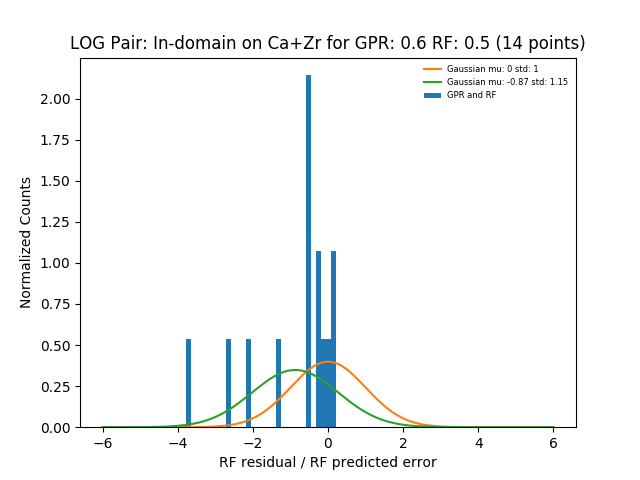 LOG Pair: In-domain on Ca+Zr for GPR: 0.6 RF: 0.5 (14 points)
Gaussian mu: 0 std: 1
Gaussian mu: -0.87 std: 1.15
GPR and RF
Normalized Counts
2.00
1.75
1.50
1.25
1.00
0.75
0.50
0.25
0.00
−6 −4 −2 0 2 4 6
RF residual / RF predicted error